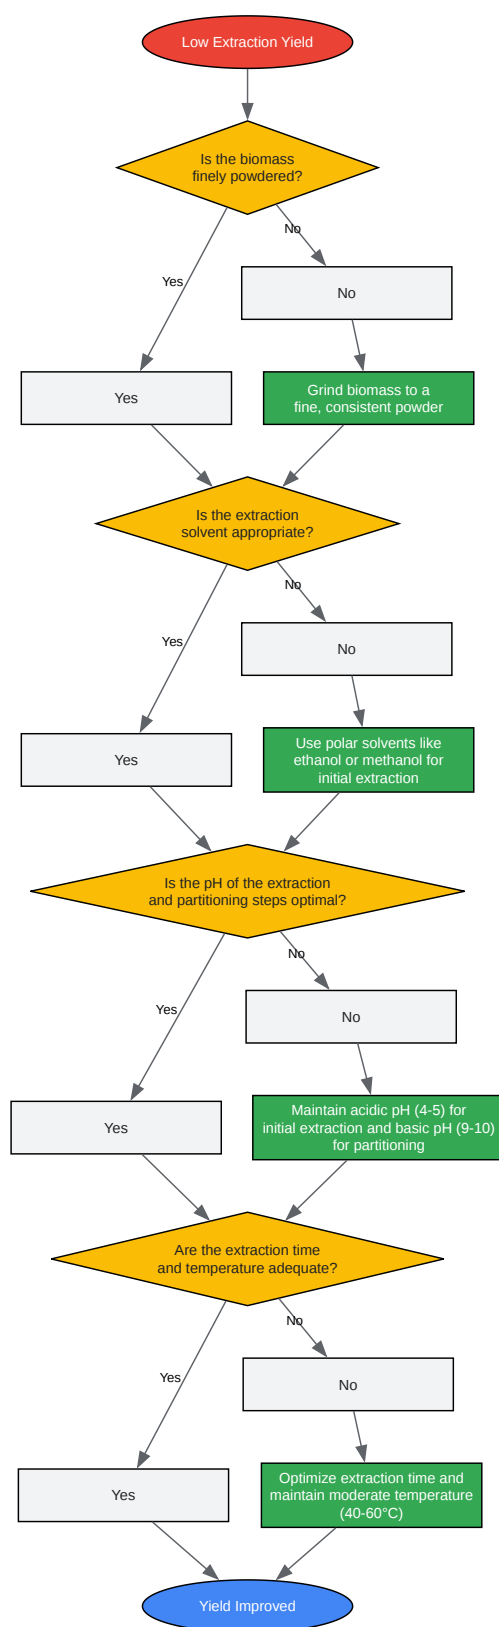 Low Extraction Yield
Is the biomass
finely powdered?
No
Yes
No
Yes
Grind biomass to a
fine, consistent powder
Is the extraction
solvent appropriate?
No
Yes
No
Yes
Use polar solvents like
ethanol or methanol for
initial extraction
Is the pH of the extraction
and partitioning steps optimal?
No
Yes
No
Yes
Maintain acidic pH (4-5) for
initial extraction and basic pH (9-10)
for partitioning
Are the extraction time
and temperature adequate?
No
Yes
No
Yes
Optimize extraction time and
maintain moderate temperature
(40-60°C)
Yield Improved